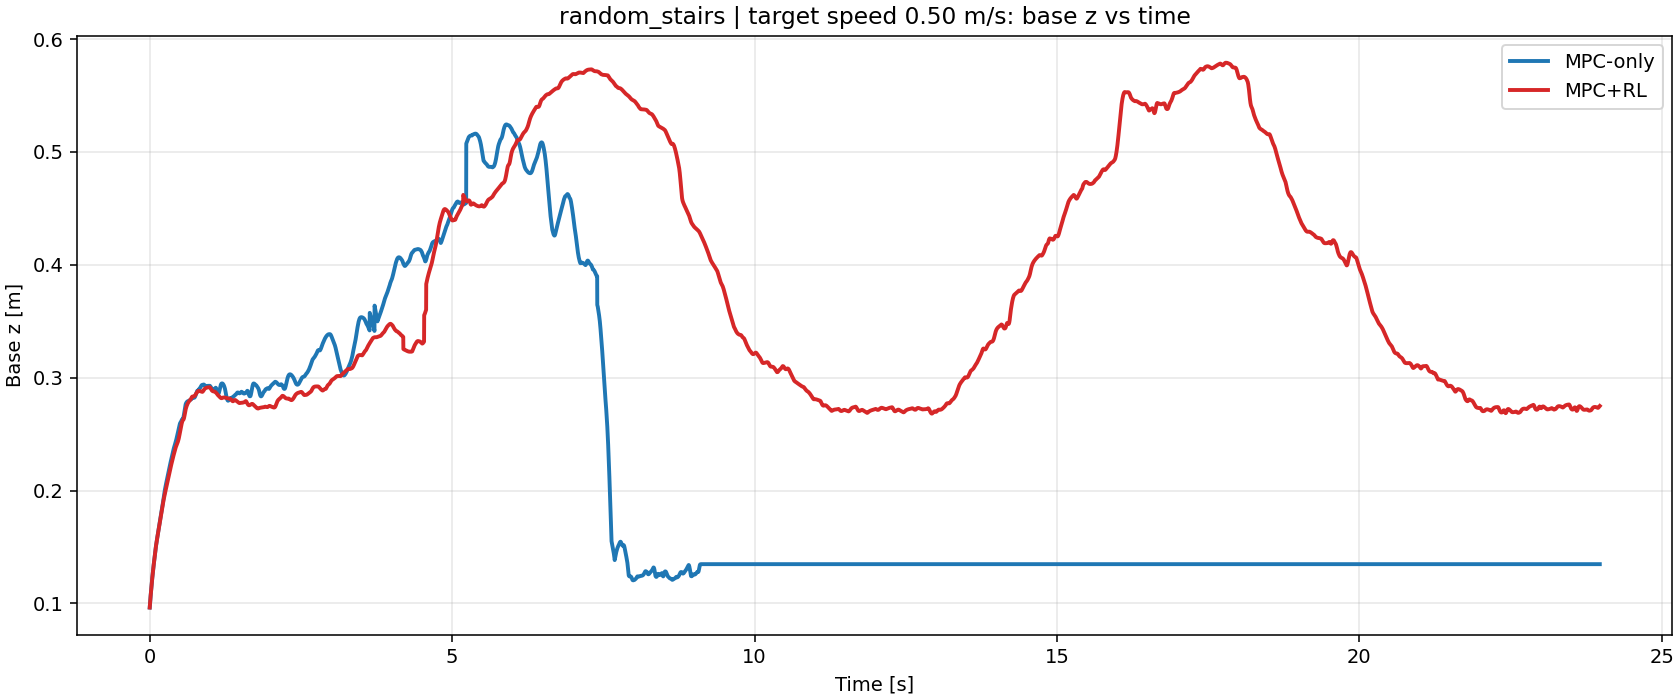 random_stairs | target speed 0.50 m/s: base z vs time
MPC-only
MPC+RL
Base z [m]
0.6
0.5
0.4
0.3
0.2
0.1
0 5 10 15 20 25
Time [s]